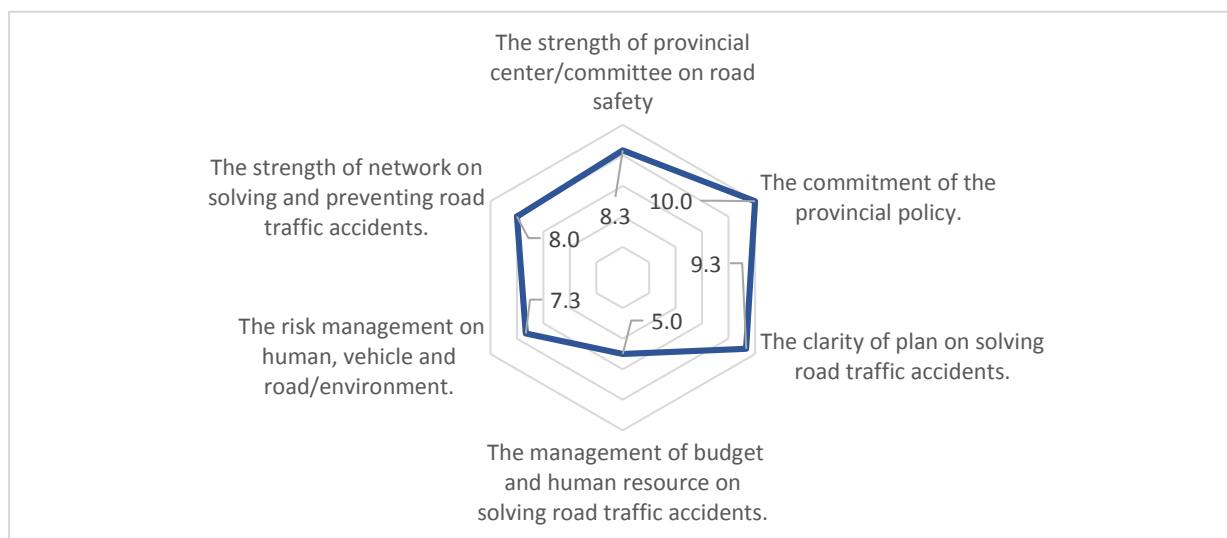 The strength of provincial
center/committee on road
safety
The strength of network on
solving and preventing road
traffic accidents.
The commitment of the
provincial policy.
8.3
10.0
8.0
9.3
7.3
5.0
The risk management on
human, vehicle and
road/environment.
The clarity of plan on solving
road traffic accidents.
The management of budget
and human resource on
solving road traffic accidents.